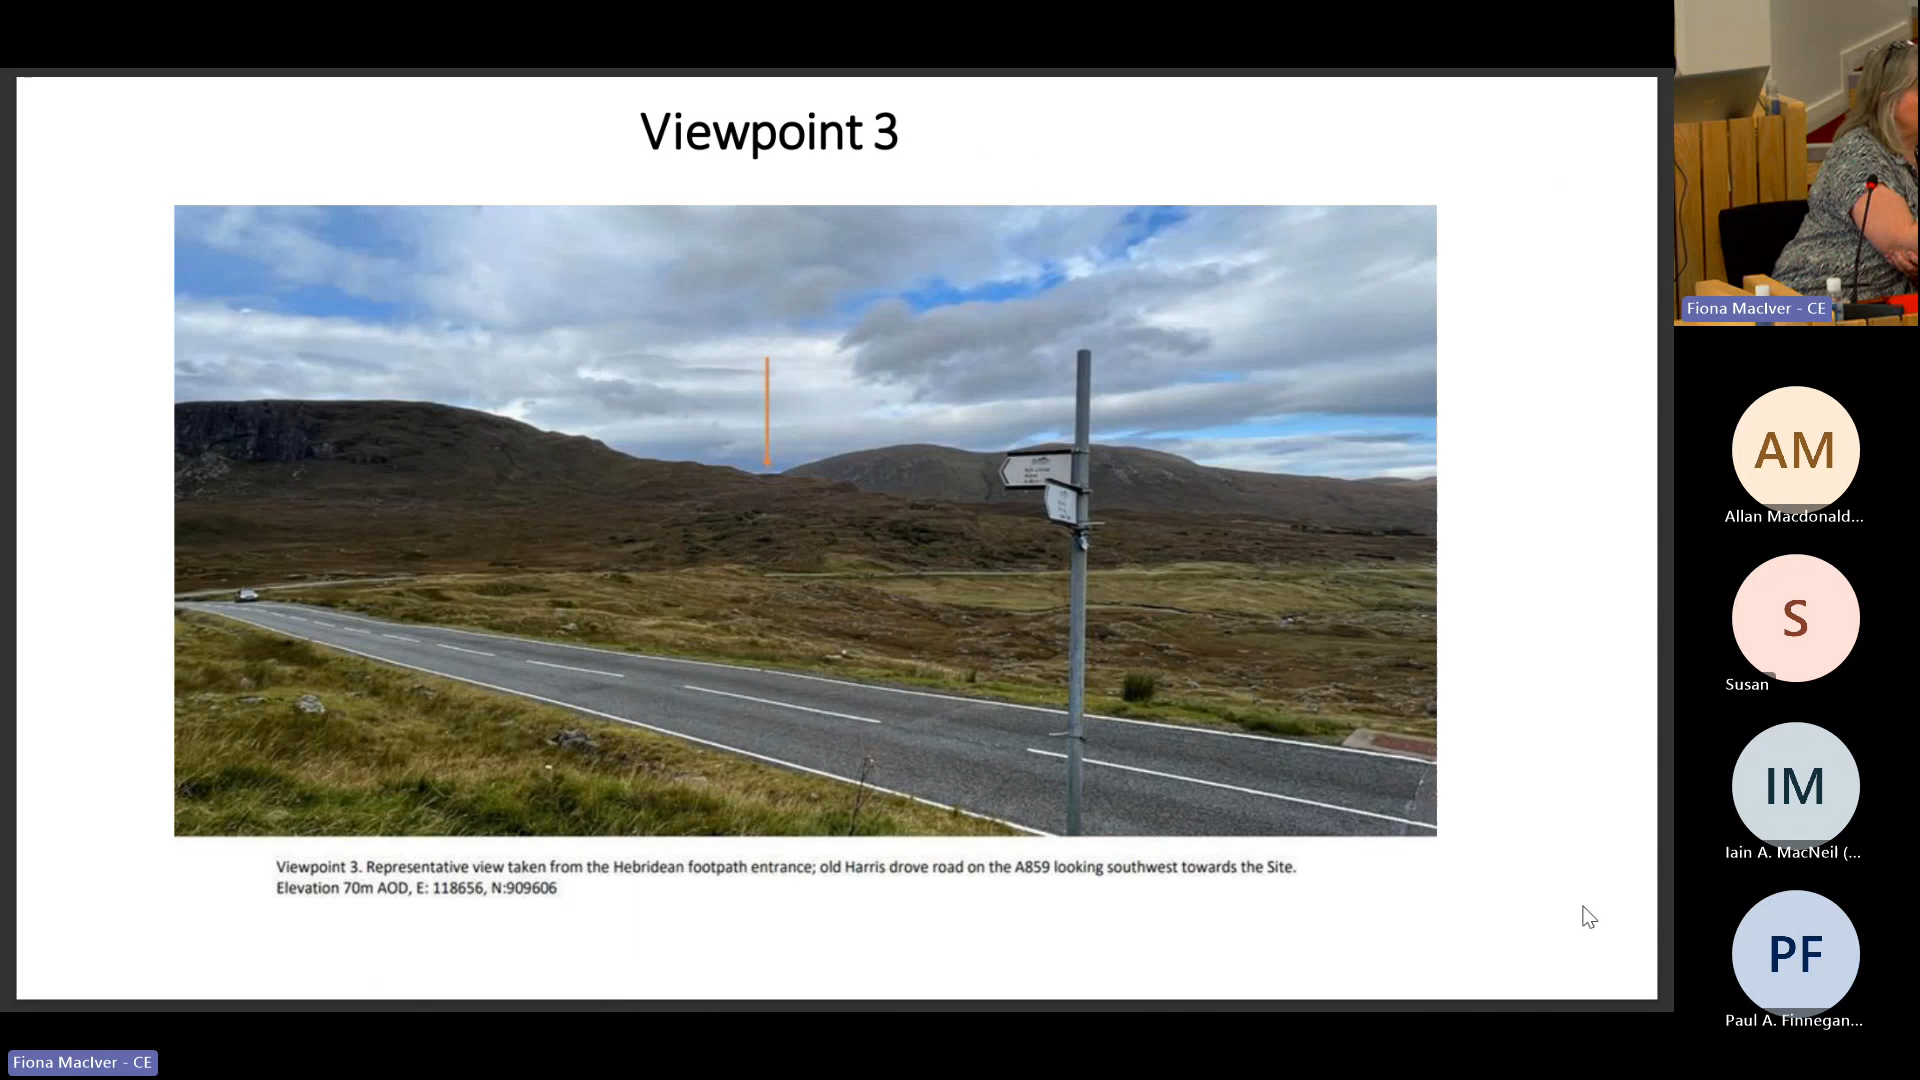 Viewpoint 3
Viewpoint 3. Representative view taken from the Hebridean footpath entrance; old Harris drove road on the A859 looking southwest towards the Site.
Elevation 70m AOD, E: 118656, N:909606
Fiona MacIver - CE
AM
Allan Macdonald...
S
Susan
IM
Iain A. MacNeil (...
PF
Paul A. Finnegan...
Fiona MacIver - CE